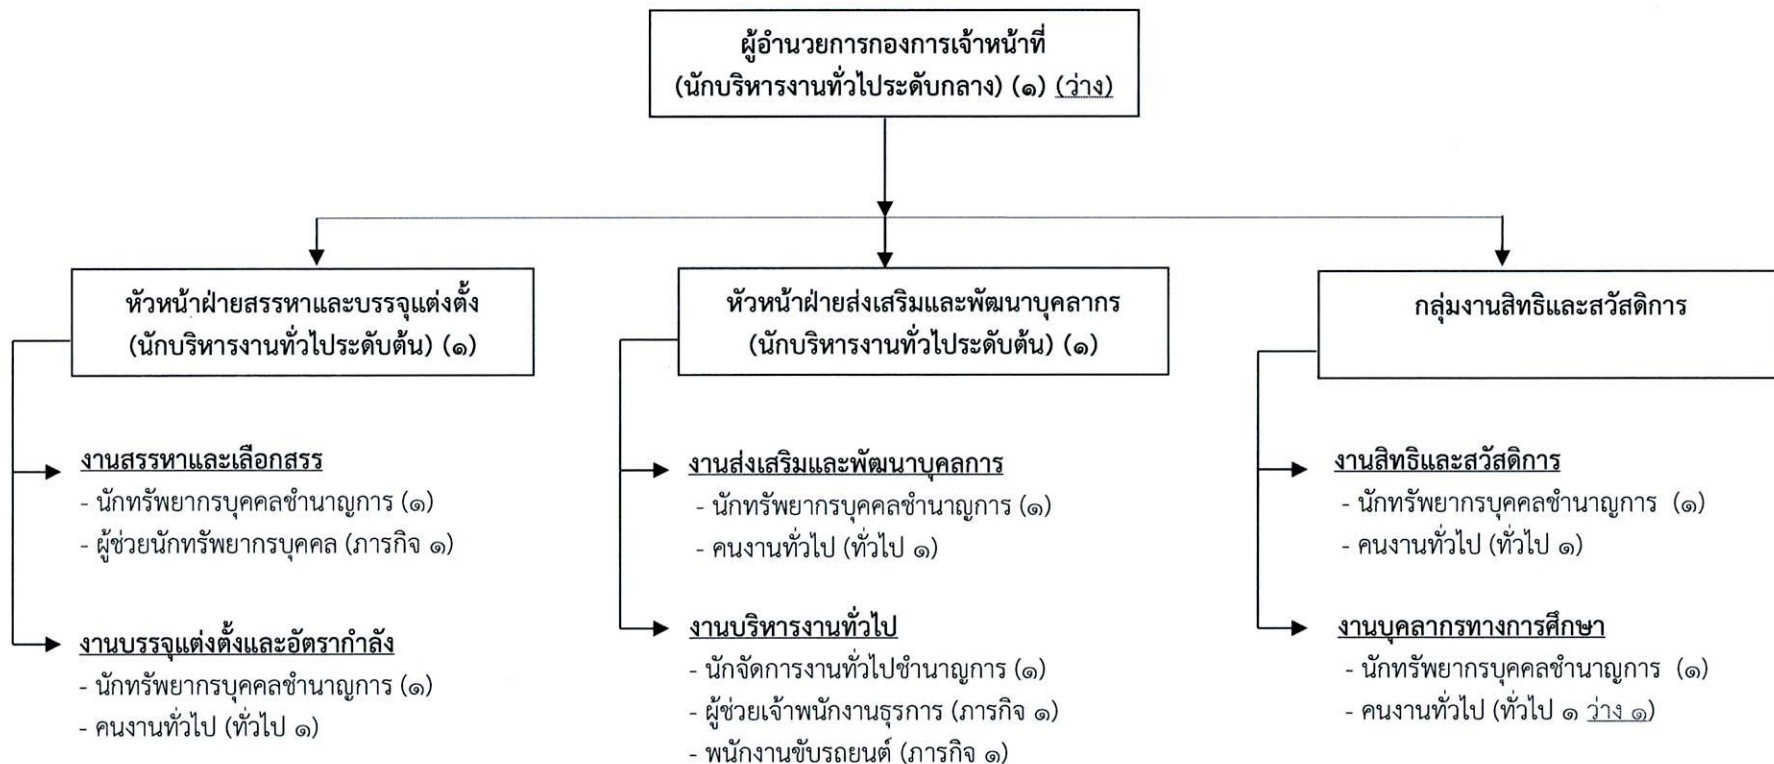 ผู้อำนวยการกองการเจ้าหน้าที่
(นักบริหารงานทั่วไประดับกลาง) (๑) (ว่าง)
หัวหน้าฝ่ายสรรหาและบรรจุแต่งตั้ง
(นักบริหารงานทั่วไประดับต้น) (๑)
งานสรรหาและเลือกสรร
- นักทรัพยากรบุคคลชำนาญการ (๑)
- ผู้ช่วยนักทรัพยากรบุคคล (ภารกิจ ๑)
งานบรรจุแต่งตั้งและอัตรากำลัง
- นักทรัพยากรบุคคลชำนาญการ (๑)
- คนงานทั่วไป (ทั่วไป ๑)
หัวหน้าฝ่ายส่งเสริมและพัฒนาบุคลากร
(นักบริหารงานทั่วไประดับต้น) (๑)
งานส่งเสริมและพัฒนาบุคลการ
- นักทรัพยากรบุคคลชำนาญการ (๑)
- คนงานทั่วไป (ทั่วไป ๑)
งานบริหารงานทั่วไป
- นักจัดการงานทั่วไปชำนาญการ (๑)
- ผู้ช่วยเจ้าพนักงานธุรการ (ภารกิจ ๑)
- พนักงานขับรถยนต์ (ภารกิจ ๑)
กลุ่มงานสิทธิและสวัสดิการ
งานสิทธิและสวัสดิการ
- นักทรัพยากรบุคคลชำนาญการ (๑)
- คนงานทั่วไป (ทั่วไป ๑)
งานบุคลากรทางการศึกษา
- นักทรัพยากรบุคคลชำนาญการ (๑)
- คนงานทั่วไป (ทั่วไป ๑ ว่าง ๑)